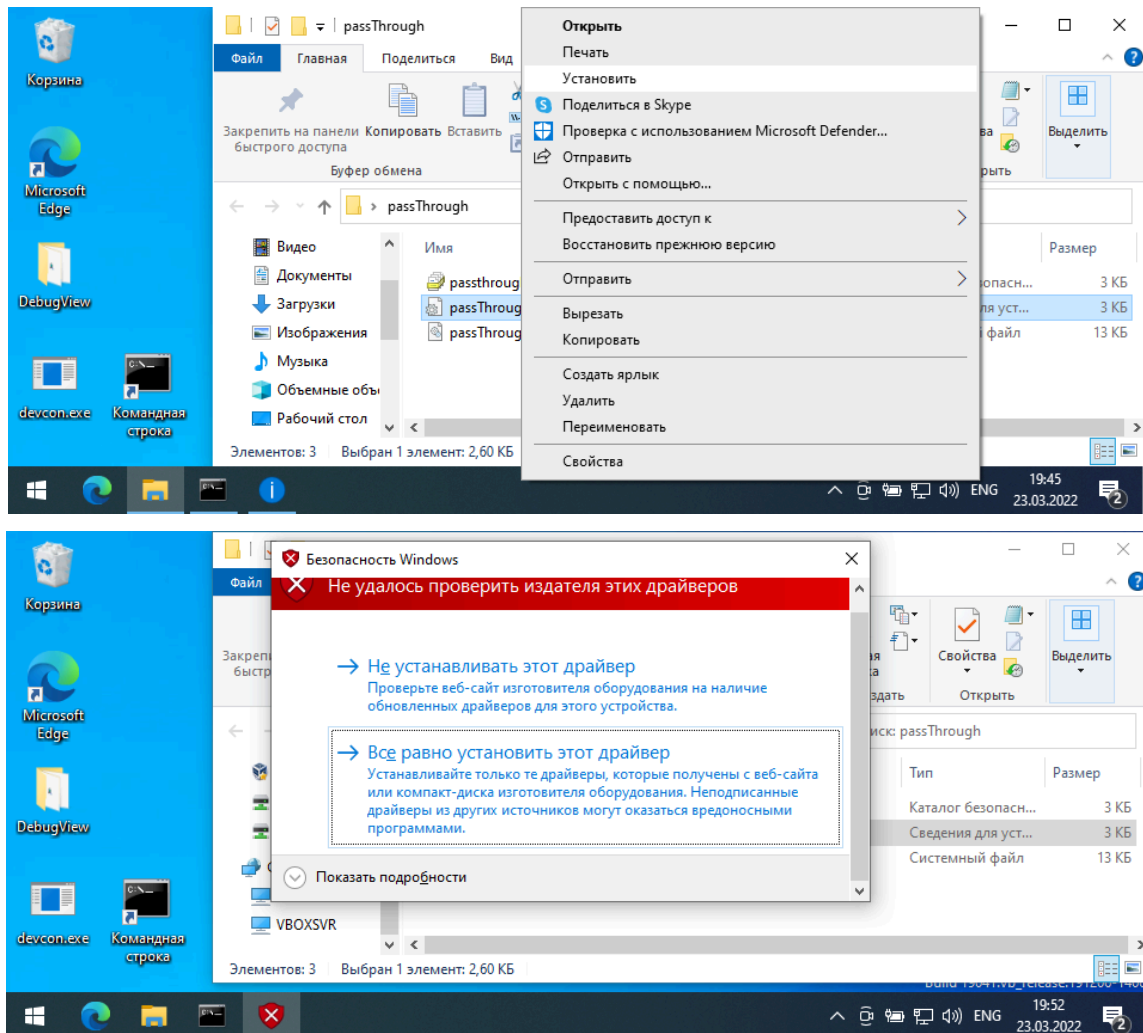 passThrough
Файл Главная Поделиться Вид
Закрепить на панели быстрого доступа
Копировать
Вставить
Буфер обмена
Выделить
passThrough
Видео
Документы
Загрузки
Изображения
Музыка
Объемные объ
Рабочий стол
Имя
Размер
passthroug
3 КБ
passThroug
ля уст...
3 КБ
passThroug
файл
13 КБ
Элементов: 3 Выбран 1 элемент: 2,60 КБ
Открыть
Печать
Установить
Поделиться в Skype
Проверка с использованием Microsoft Defender...
Отправить
Открыть с помощью...
Предоставить доступ к
Восстановить прежнюю версию
Отправить
Вырезать
Копировать
Создать ярлык
Удалить
Переименовать
Свойства
Корзина
Microsoft
Edge
DebugView
devcon.exe
Командная
строка
ENG
19:45
23.03.2022
2
Безопасность Windows
Не удалось проверить издателя этих драйверов
Не устанавливать этот драйвер
Проверьте веб-сайт изготовителя оборудования на наличие
обновленных драйверов для этого устройства.
Все равно установить этот драйвер
Устанавливайте только те драйверы, которые получены с веб-сайта
или компакт-диска изготовителя оборудования. Неподписанные
драйверы из других источников могут оказаться вредоносными
программами.
Показать подробности
Файл
Закрепи
быстр
Свойства
Выделить
здать
Открыть
иск: passThrough
Тип
Размер
Каталог безопасн...
3 КБ
Сведения для уст...
3 КБ
Системный файл
13 КБ
VBOXSVR
Элементов: 3 Выбран 1 элемент: 2,60 КБ
Корзина
Microsoft
Edge
DebugView
devcon.exe
Командная
строка
ENG
19:52
23.03.2022
2